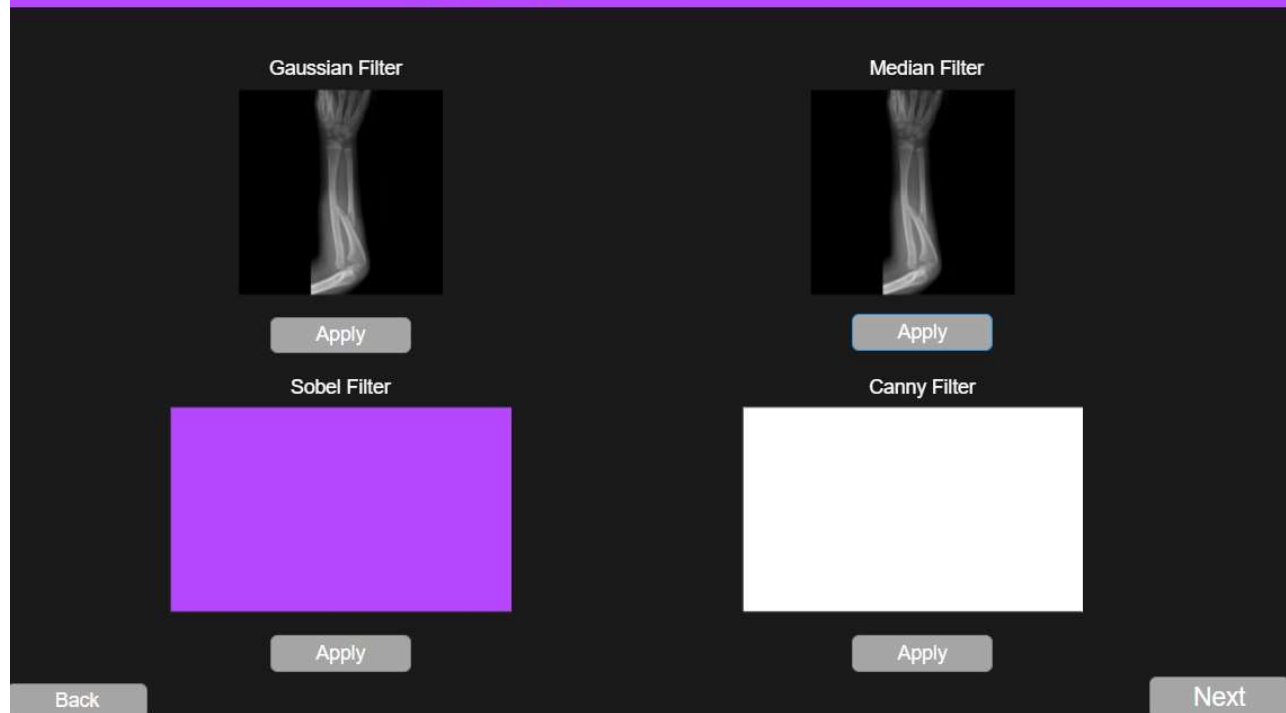 Gaussian Filter
Median Filter
Apply
Apply
Sobel Filter
Canny Filter
Apply
Apply
Back
Next